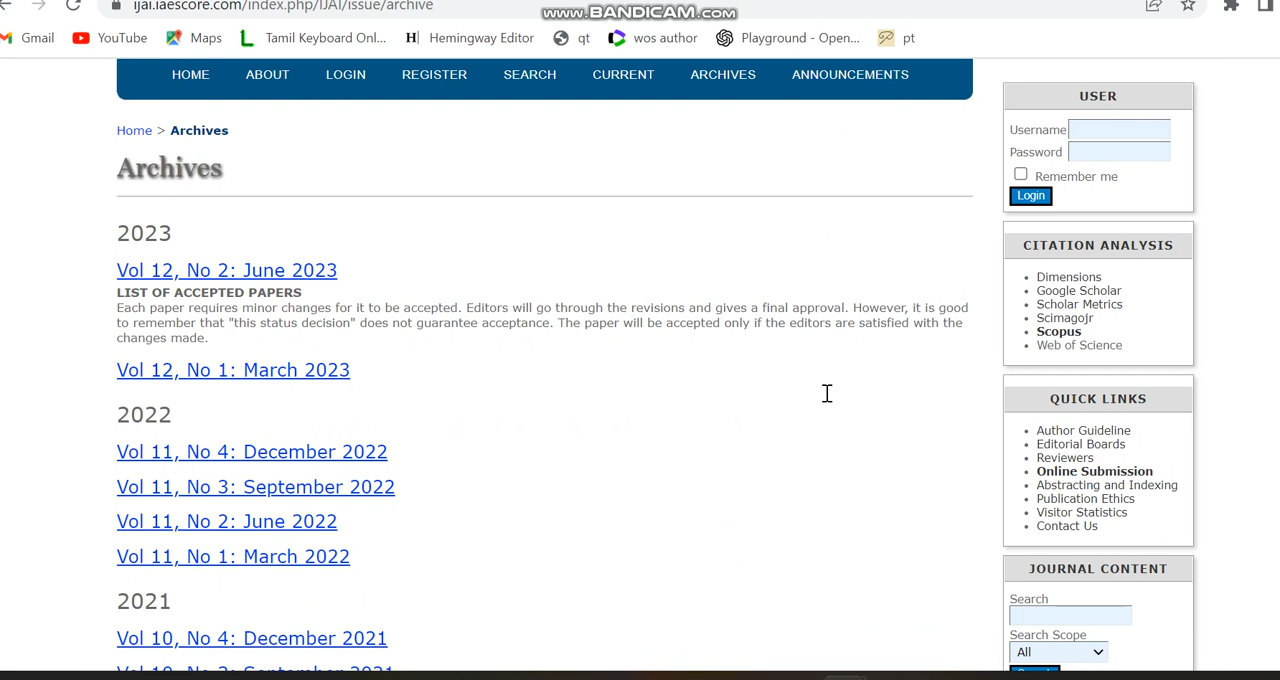 ijai.iaescore.com/index.php/IJAI/issue/archive
www.BANDICAM.com
Gmail YouTube Maps Tamil Keyboard Onl... Hemingway Editor qt wos author Playground - Open... pt
HOME ABOUT LOGIN REGISTER SEARCH CURRENT ARCHIVES ANNOUNCEMENTS
Home > Archives
Archives
2023
Vol 12, No 2: June 2023
LIST OF ACCEPTED PAPERS
Each paper requires minor changes for it to be accepted. Editors will go through the revisions and gives a final approval. However, it is good
to remember that "this status decision" does not guarantee acceptance. The paper will be accepted only if the editors are satisfied with the
changes made.
Vol 12, No 1: March 2023
2022
Vol 11, No 4: December 2022
Vol 11, No 3: September 2022
Vol 11, No 2: June 2022
Vol 11, No 1: March 2022
2021
Vol 10, No 4: December 2021
Vol 10, No 3: September 2021
USER
Username
Password
Remember me
Login
CITATION ANALYSIS
Dimensions
Google Scholar
Scholar Metrics
Scimagojr
Scopus
Web of Science
QUICK LINKS
Author Guideline
Editorial Boards
Reviewers
Online Submission
Abstracting and Indexing
Publication Ethics
Visitor Statistics
Contact Us
JOURNAL CONTENT
Search
Search Scope
All